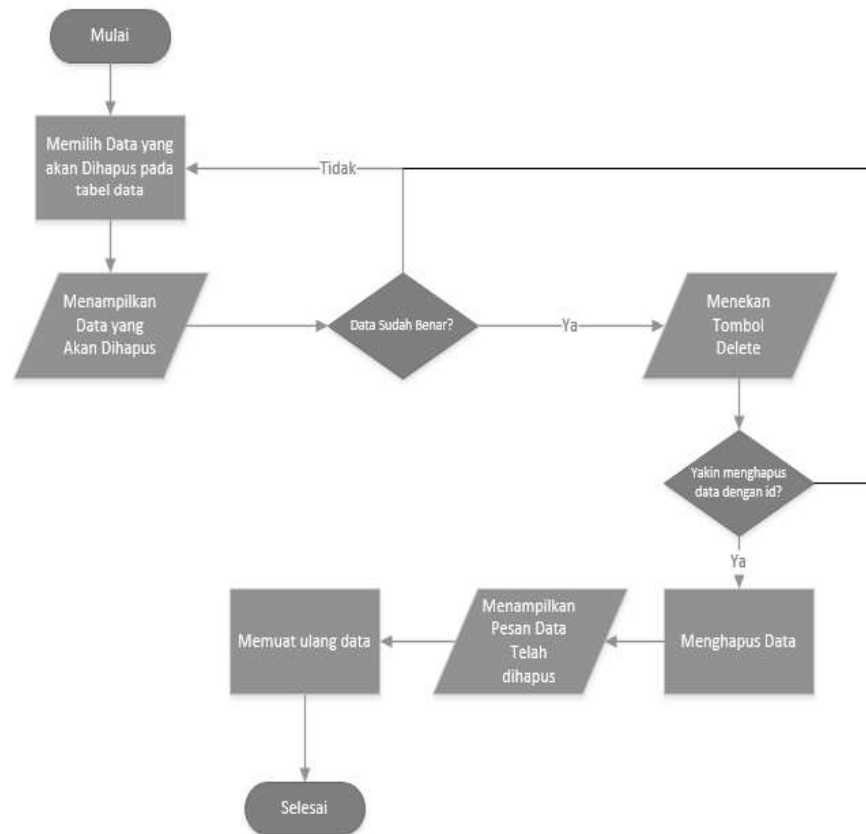 Mulai
Memilih Data yang
akan Dihapus pada
tabel data
Tidak
Menampilkan
Data yang
Akan Dihapus
Data Sudah Benar?
Ya
Menekan
Tombol
Delete
Yakin menghapus
data dengan id?
Ya
Menghapus Data
Menampilkan
Pesan Data
Telah
dihapus
Memuat ulang data
Selesai